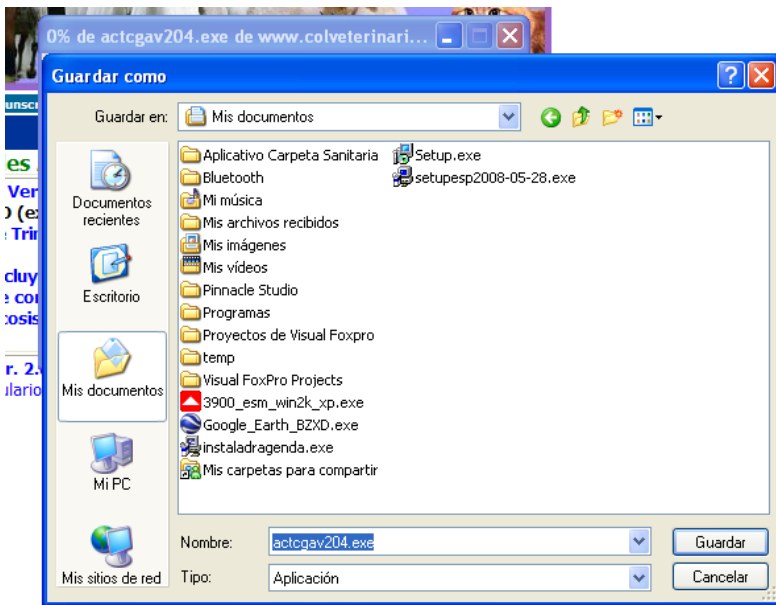 0% de actcgav204.exe de www.colveterinari...
Guardar como
Guardar en:
Mis documentos
Documentos
recientes
Escritorio
Mis documentos
Mi PC
Mis sitios de red
Aplicativo Carpeta Sanitaria
Bluetooth
Mi música
Mis archivos recibidos
Mis imágenes
Mis vídeos
Pinnacle Studio
Programas
Proyectos de Visual Foxpro
temp
Visual FoxPro Projects
3900_esm_win2k_xp.exe
Google_Earth_BZXD.exe
instaladragenda.exe
Mis carpetas para compartir
Setup.exe
setupesp2008-05-28.exe
Nombre:
actcgav204.exe
Guardar
Tipo:
Aplicación
Cancelar